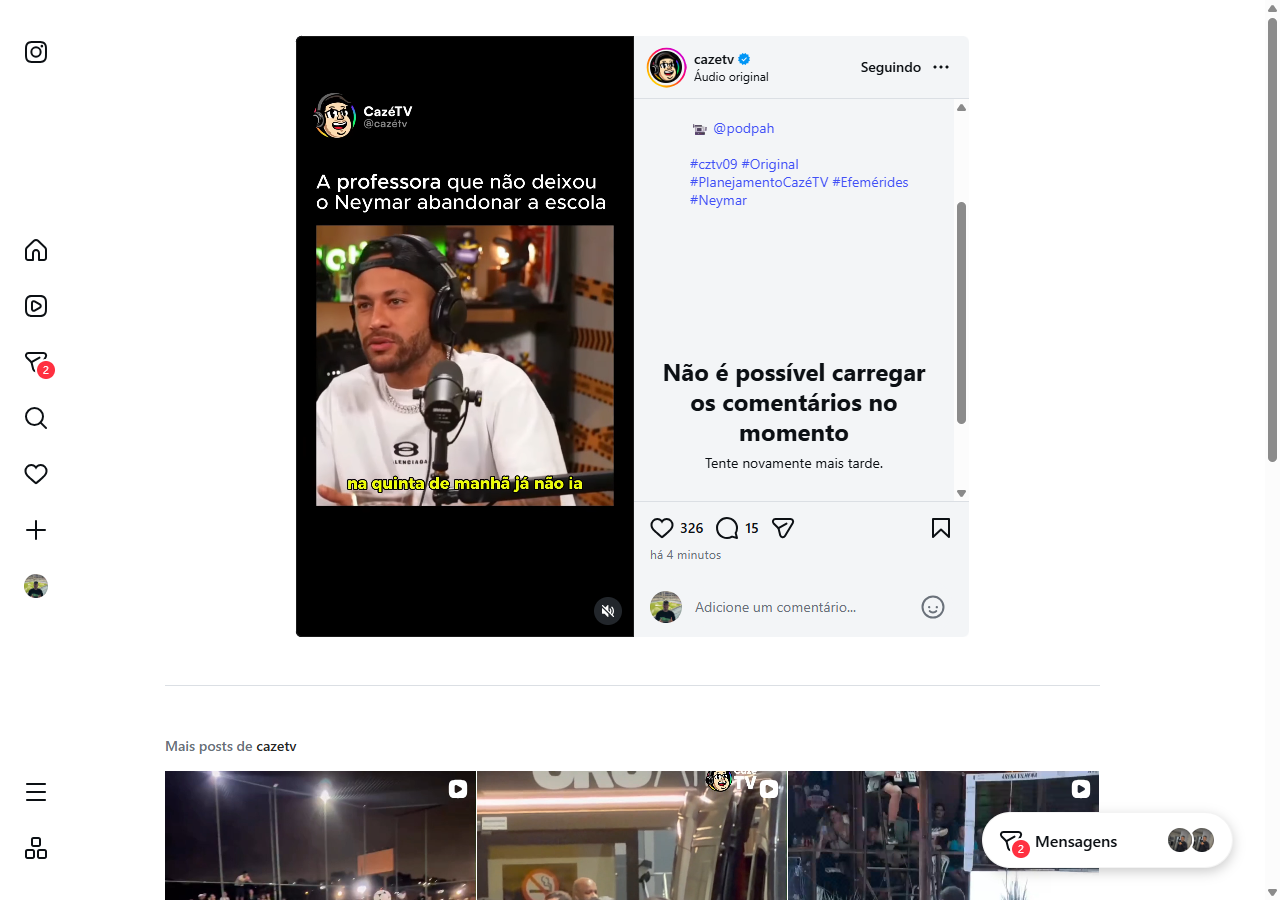 CazéTV
@cazétv
A professora que não deixou
o Neymar abandonar a escola
na quinta de manhã já não ia
cazetv
Áudio original
Seguindo
@podpah
#cztv09 #Original
#PlanejamentoCazéTV #Efemérides
#Neymar
Não é possível carregar
os comentários no
momento
Tente novamente mais tarde.
326
15
há 4 minutos
Adicione um comentário...
2
Mais posts de cazetv
TV
2
Mensagens